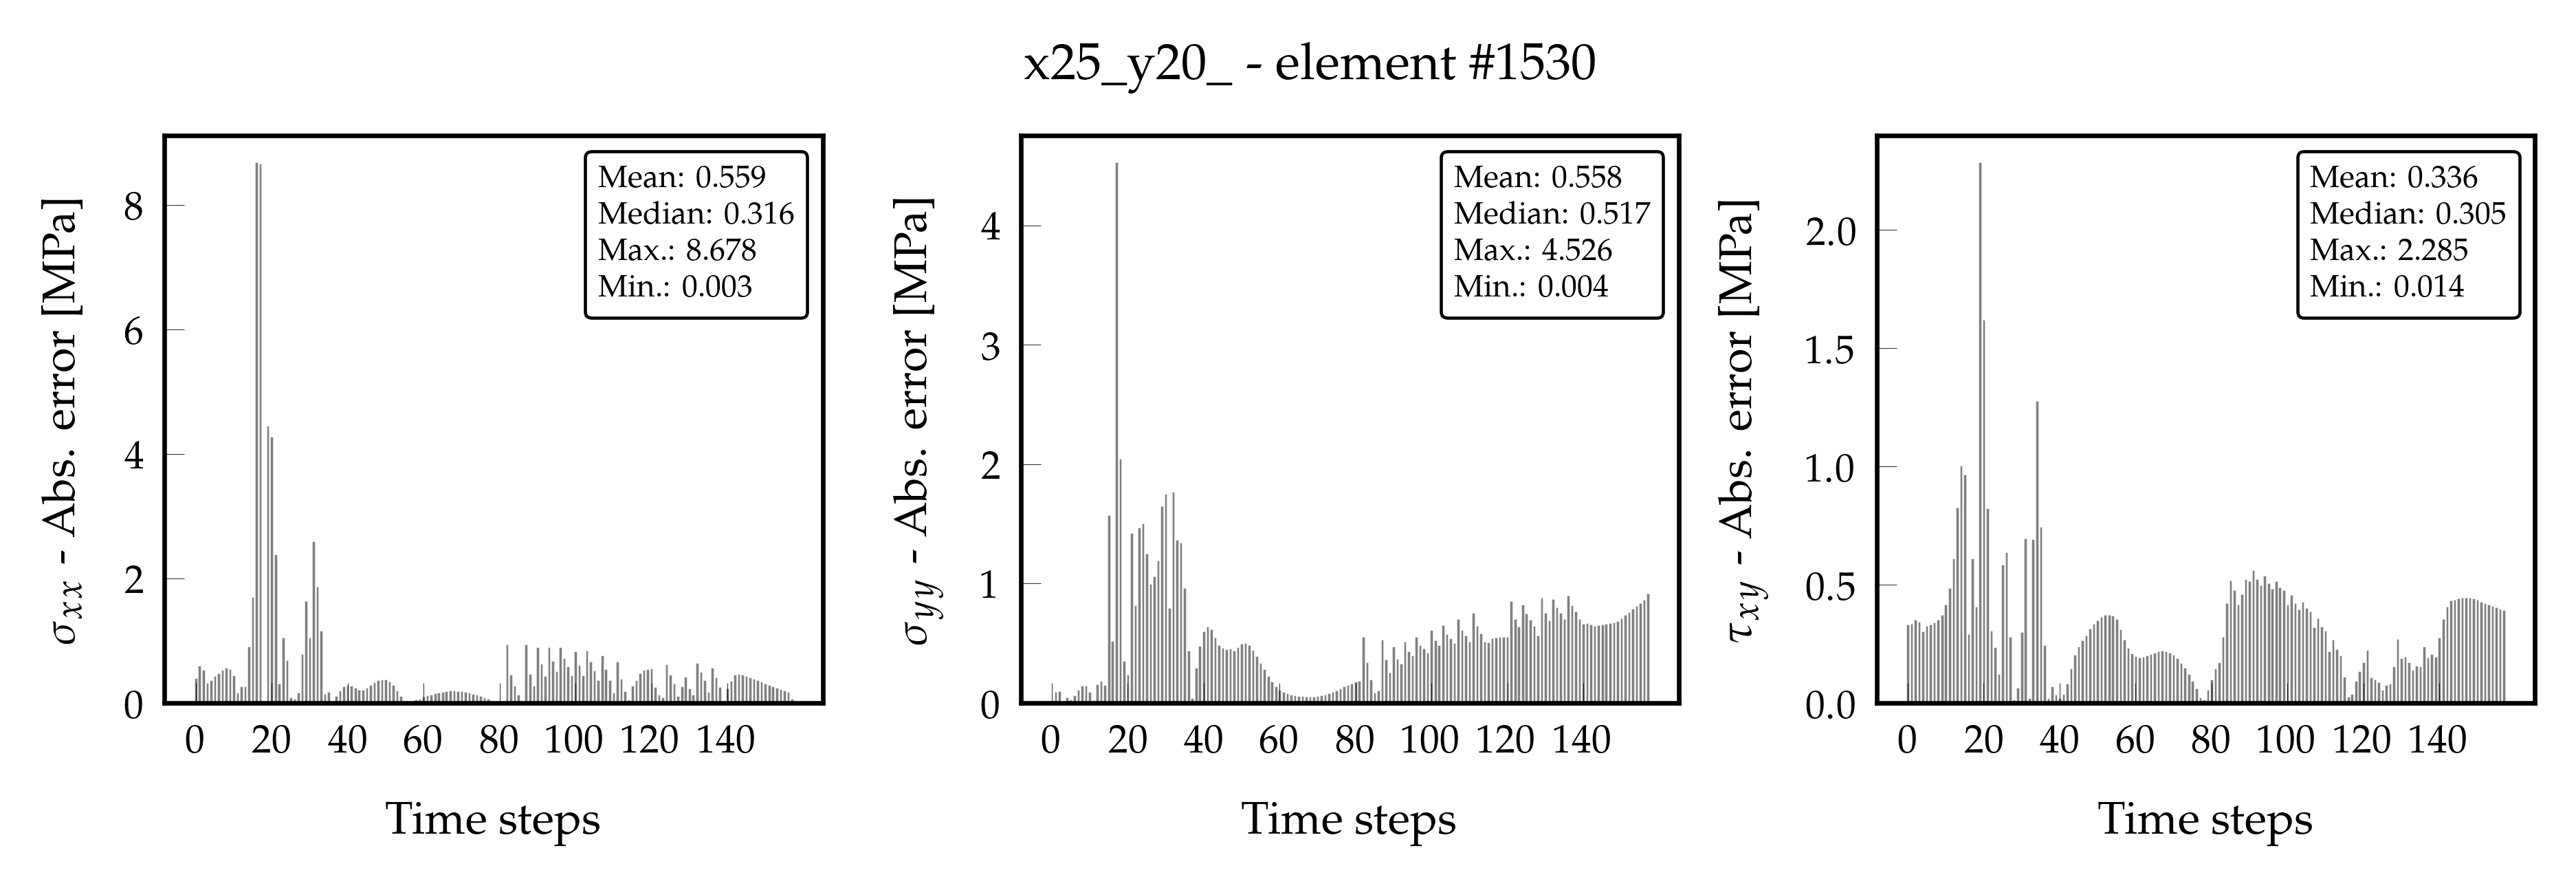 x25_y20_ - element #1530
σxx - Abs. error [MPa]
8
6
4
2
0
Mean: 0.559
Median: 0.316
Max.: 8.678
Min.: 0.003
0 20 40 60 80 100 120 140
Time steps
σyy - Abs. error [MPa]
4
3
2
1
0
Mean: 0.558
Median: 0.517
Max.: 4.526
Min.: 0.004
0 20 40 60 80 100 120 140
Time steps
τxy - Abs. error [MPa]
2.0
1.5
1.0
0.5
0.0
Mean: 0.336
Median: 0.305
Max.: 2.285
Min.: 0.014
0 20 40 60 80 100 120 140
Time steps